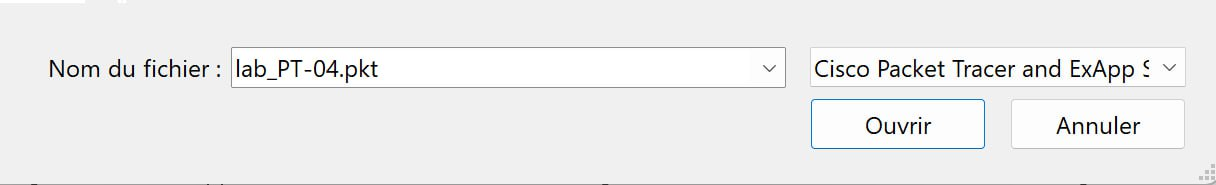 Nom du fichier : lab_PT-04.pkt Cisco Packet Tracer and ExApp S
Ouvrir Annuler